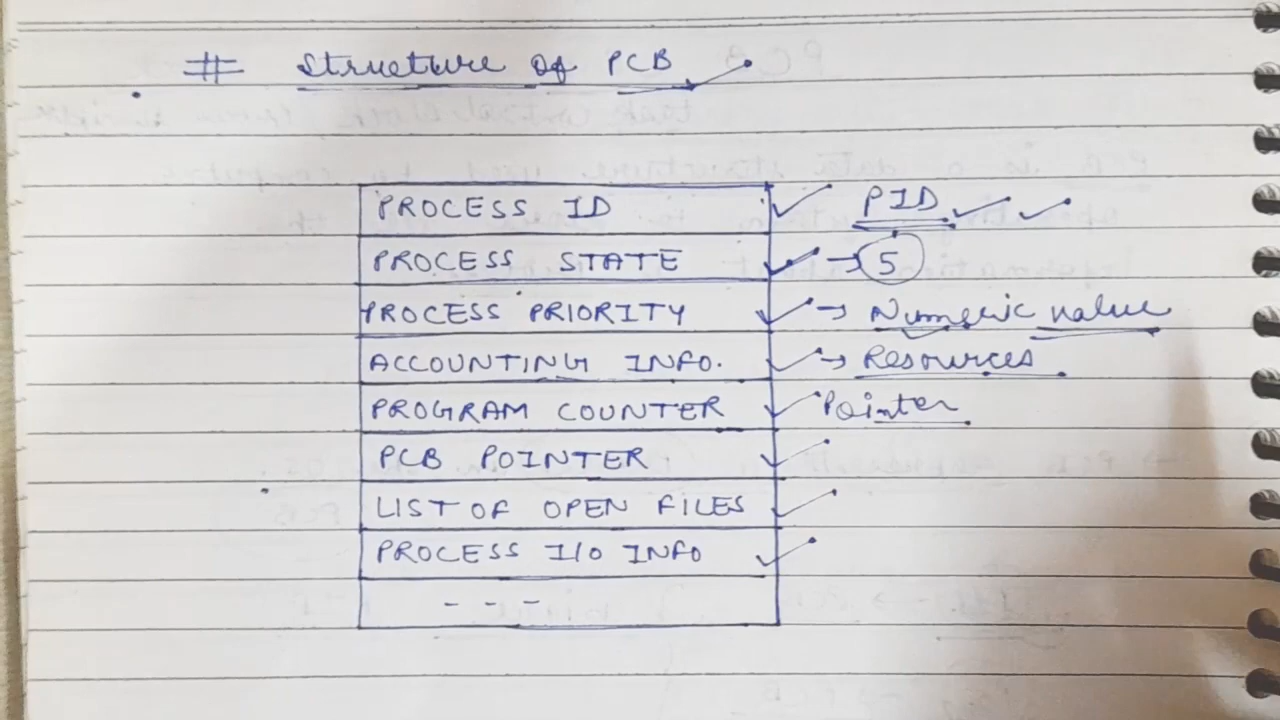 # Structure of PCB
PROCESS ID PID
PROCESS STATE → 5
PROCESS PRIORITY → Numeric value
ACCOUNTING INFO. → Resources
PROGRAM COUNTER Pointer
PCB POINTER
LIST OF OPEN FILES
PROCESS I/O INFO
- - -